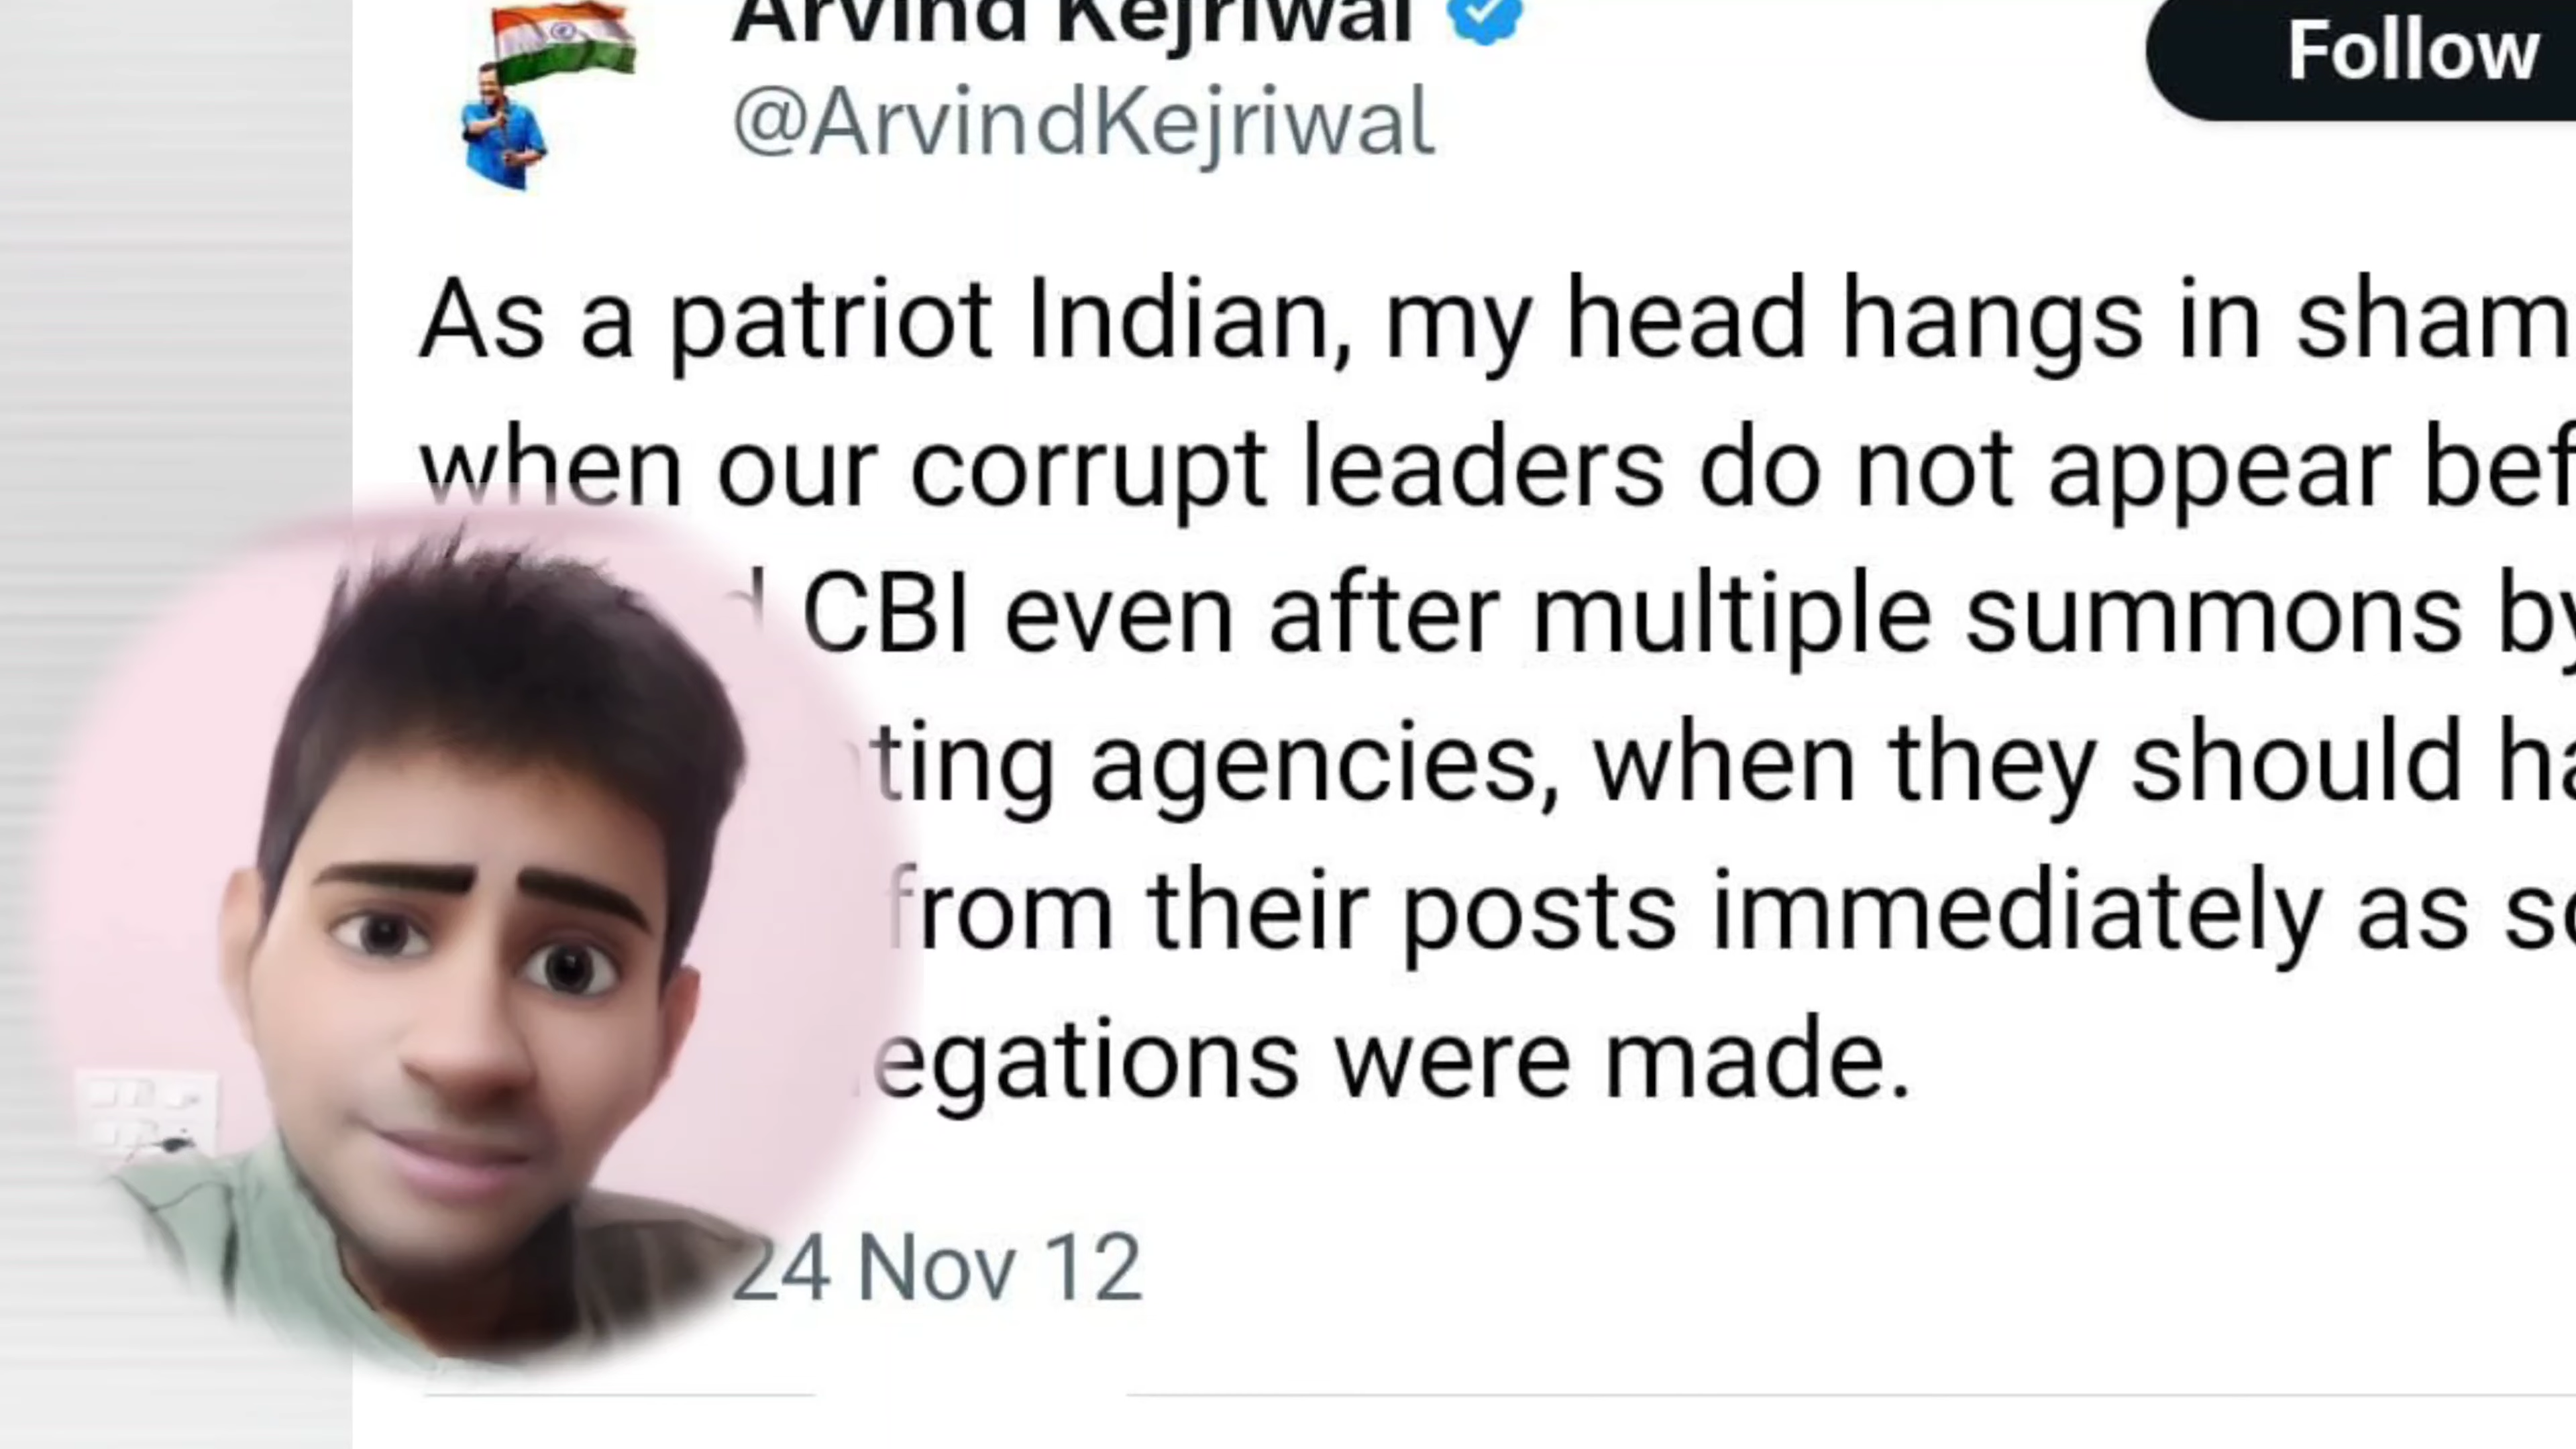 Arvind Kejriwal
Follow
@ArvindKejriwal
As a patriot Indian, my head hangs in sham
when our corrupt leaders do not appear bef
CBI even after multiple summons by
ting agencies, when they should ha
from their posts immediately as so
egations were made.
24 Nov 12